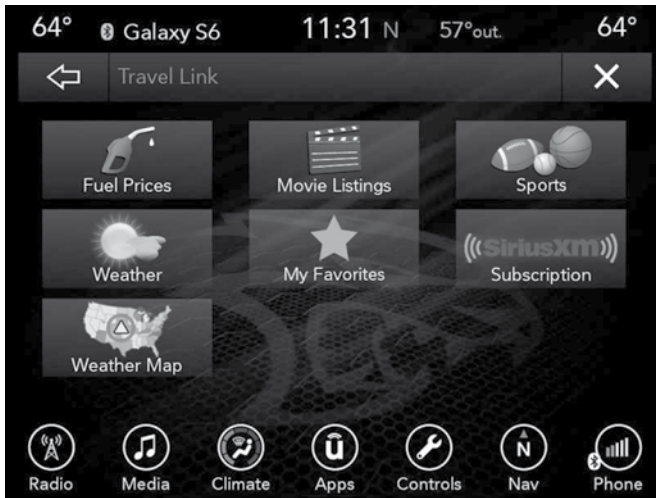 64° Galaxy S6 11:31 N 57°out. 64°
Travel Link
Fuel Prices Movie Listings Sports
Weather My Favorites ((SiriusXM)) Subscription
Weather Map
û N
Radio Media Climate Apps Controls Nav Phone